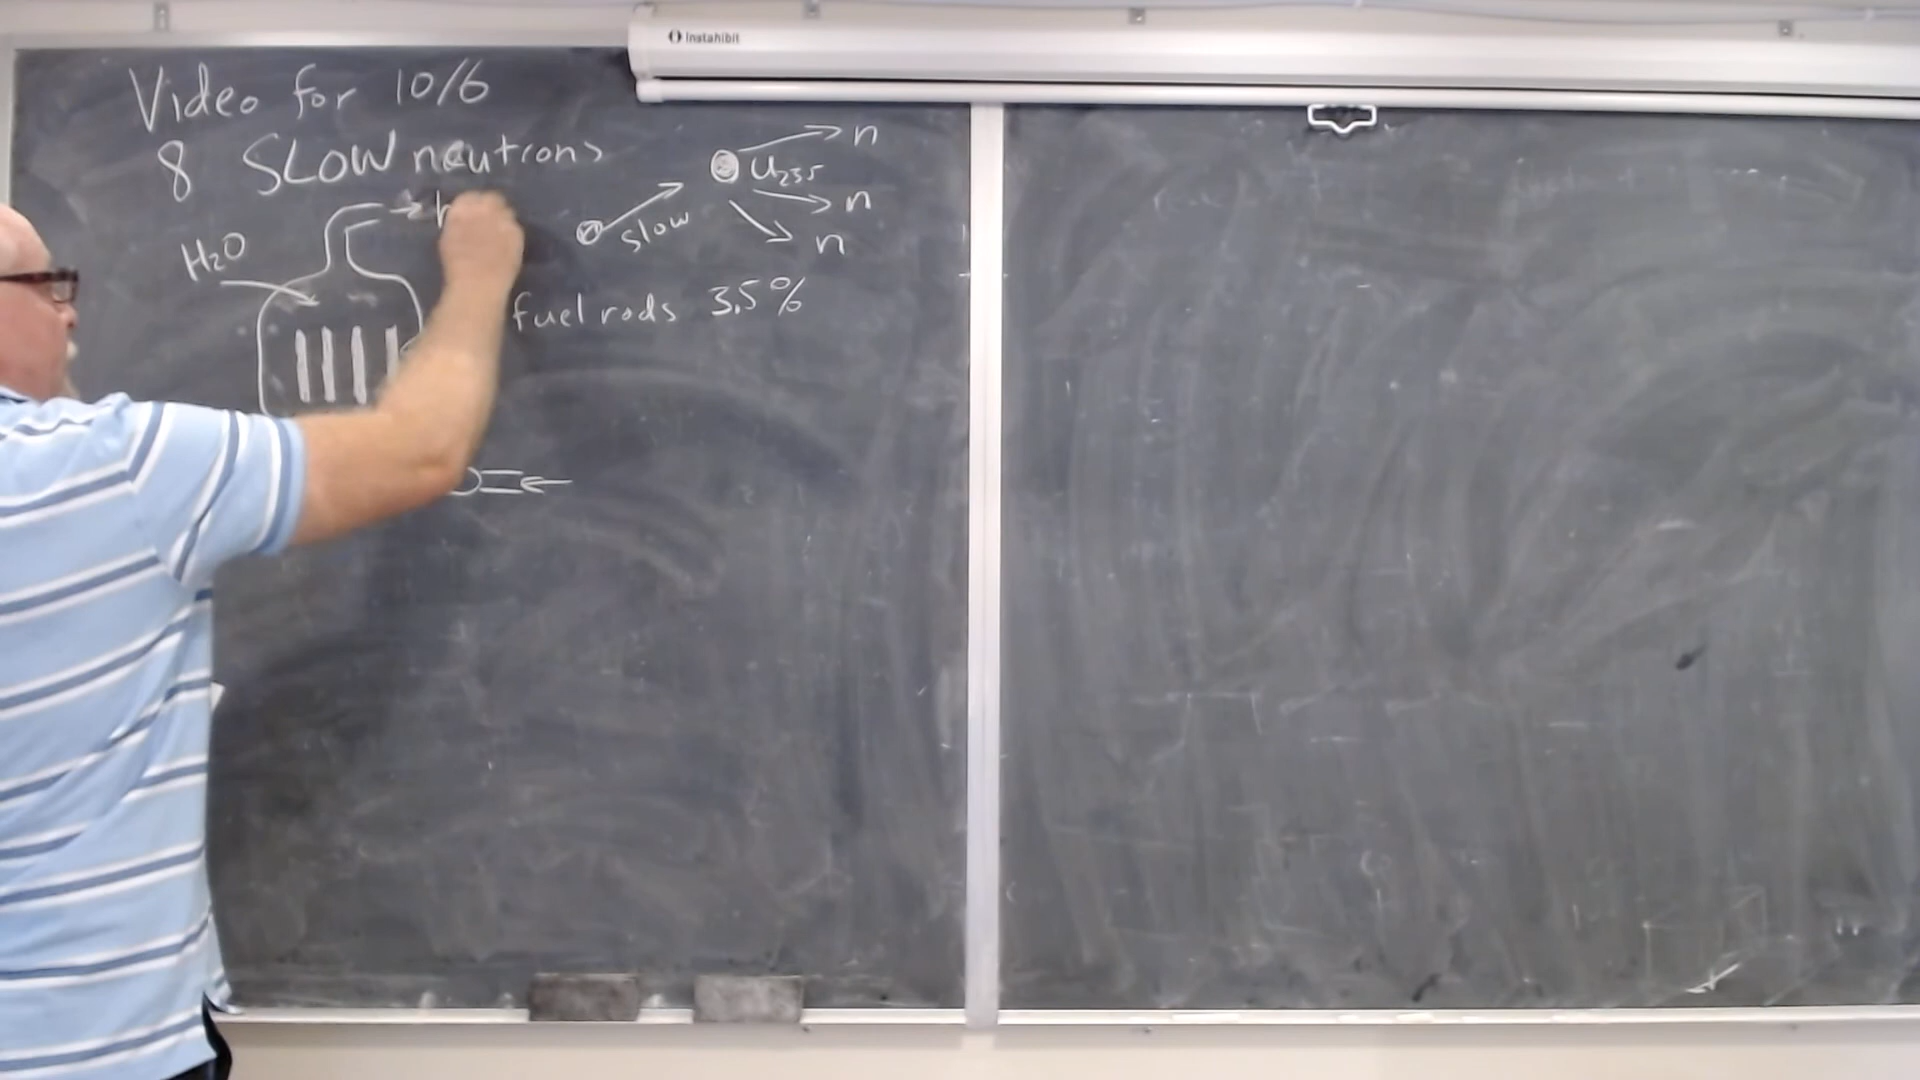 Instahibit
Video for 10/6
8 SLOW neutrons
H2O
slow
U235
n
n
n
fuel rods 3.5%